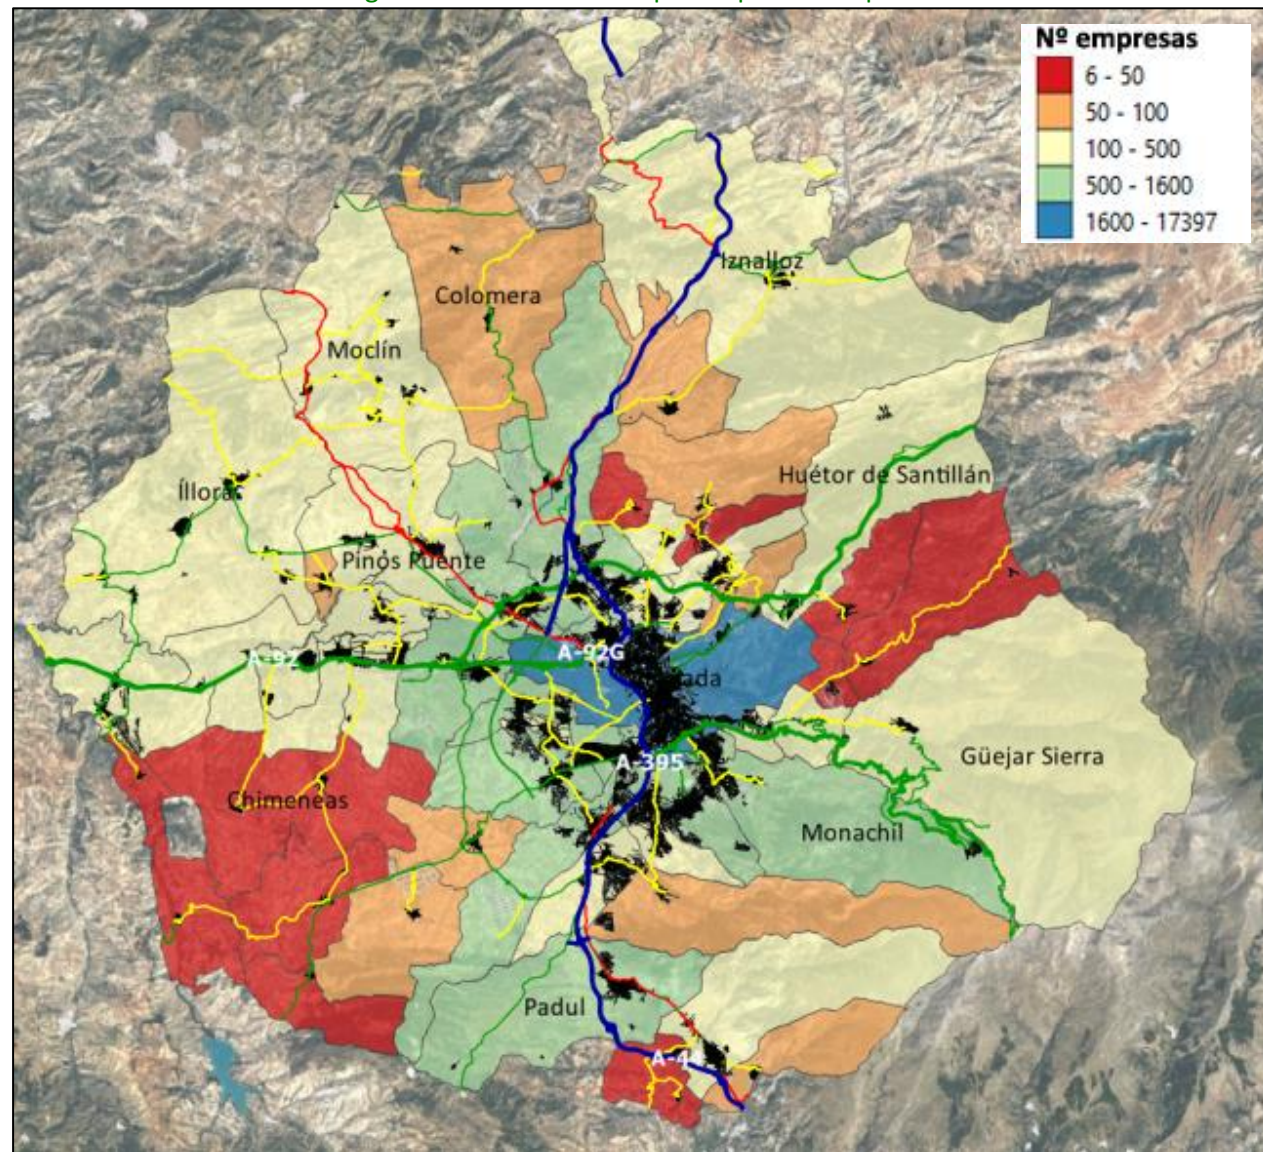 Nº empresas
6 - 50
50 - 100
100 - 500
500 - 1600
1600 - 17397
Iznalloz
Colomera
Moclín
Huétor de Santillán
Íllora
Pinos Puente
A-92G
A-92
ada
Güejar Sierra
A-395
Chimeneas
Monachil
Padul
A-44